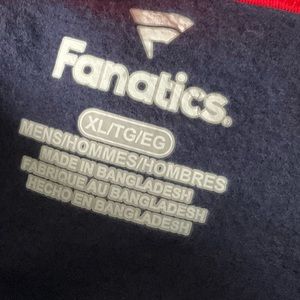 Fanatics.
XL/TG/EG
MENS/HOMMES/HOMBRES
MADE IN BANGLADESH
FABRIQUE AU BANGLADESH
HECHO EN BANGLADESH